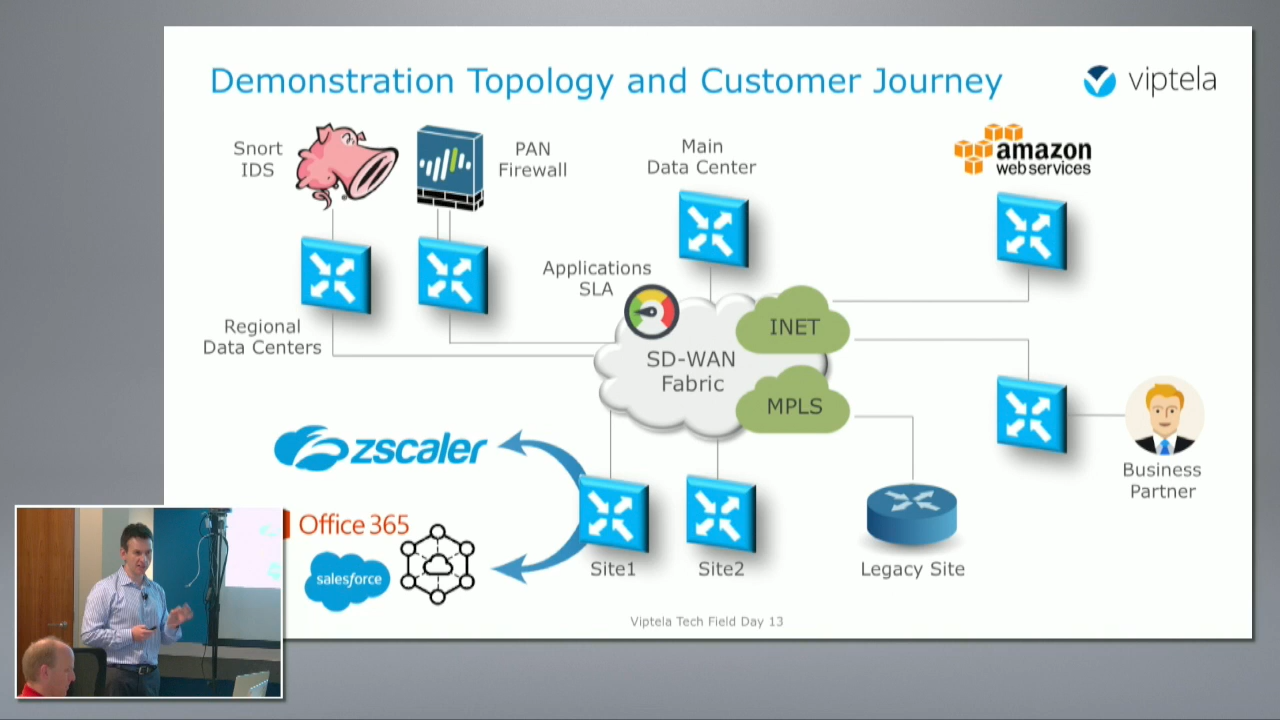 Demonstration Topology and Customer Journey
viptela
Snort
IDS
PAN
Firewall
Main
Data Center
amazon
web services
Applications
SLA
Regional
Data Centers
INET
SD-WAN
Fabric
MPLS
zscaler
Business
Partner
Office 365
salesforce
Site1
Site2
Legacy Site
Viptela Tech Field Day 13